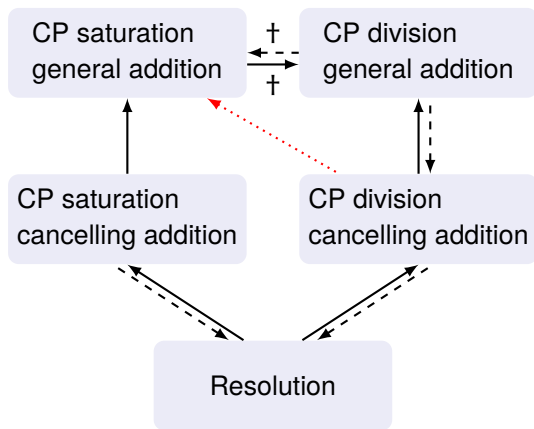 CP saturation
general addition
†
†
CP division
general addition
CP saturation
cancelling addition
CP division
cancelling addition
Resolution